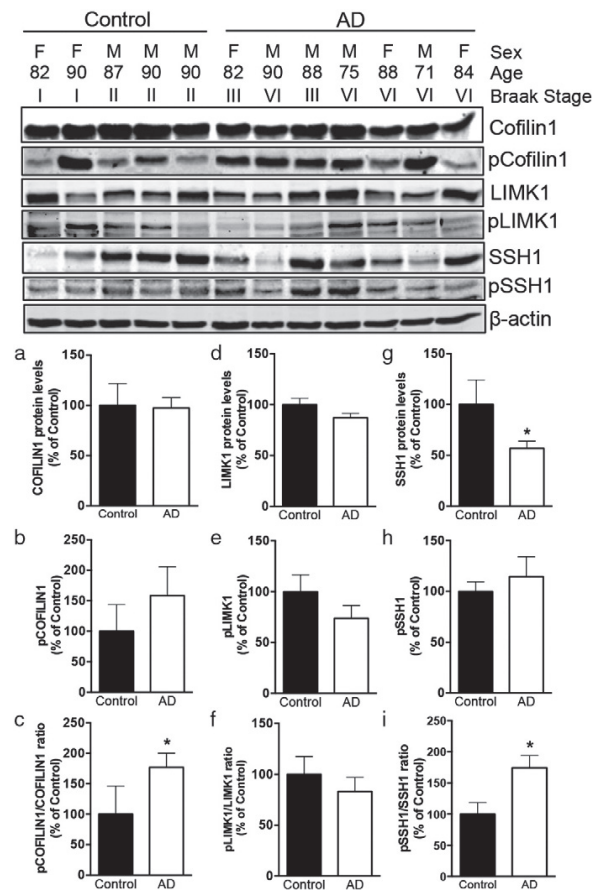 Control AD
F F M M M F M M M F M F Sex
82 90 87 90 90 82 90 88 75 88 71 84 Age
I I II II II III VI III VI VI VI VI Braak Stage
Cofilin1
pCofilin1
LIMK1
pLIMK1
SSH1
pSSH1
β-actin
a
COFILIN1 protein levels
(% of Control)
150
100
50
0
Control AD
d
LIMK1 protein levels
(% of Control)
150
100
50
0
Control AD
g
SSH1 protein levels
(% of Control)
150
100
50
0
*
Control AD
b
pCOFILIN1
(% of Control)
250
200
150
100
50
0
Control AD
e
pLIMK1
(% of Control)
150
100
50
0
Control AD
h
pSSH1
(% of Control)
150
100
50
0
Control AD
c
pCOFILIN1/COFILIN1 ratio
(% of Control)
250
200
150
100
50
0
*
Control AD
f
pLIMK1/LIMK1 ratio
(% of Control)
150
100
50
0
Control AD
i
pSSH1/SSH1 ratio
(% of Control)
250
200
150
100
50
0
*
Control AD